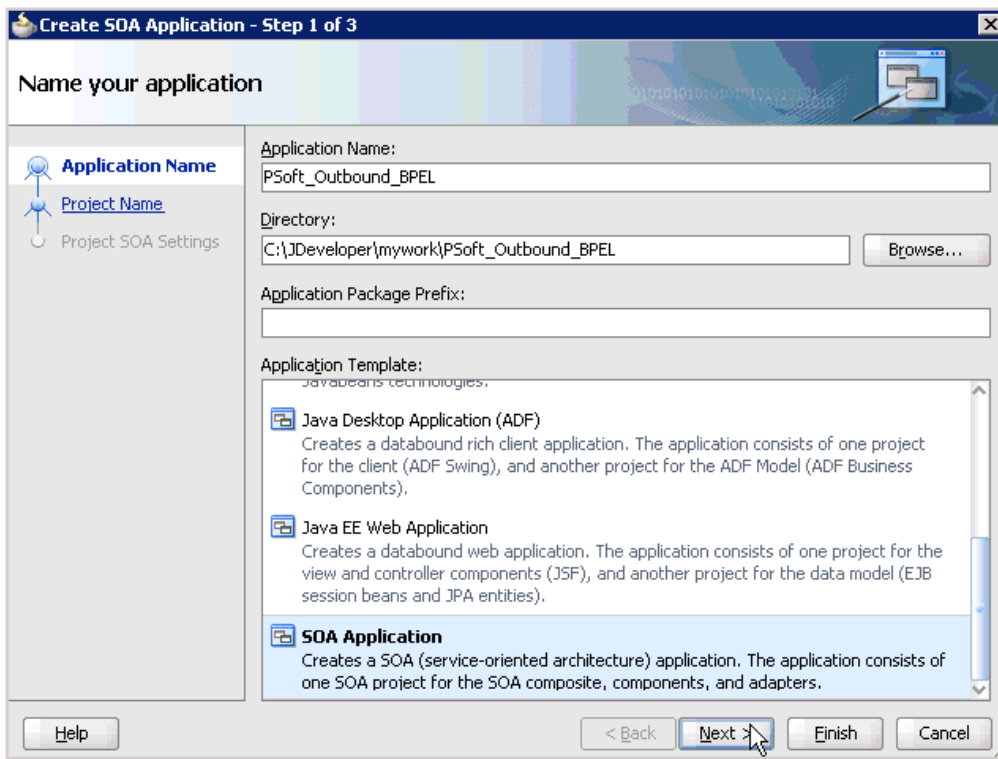 Create SOA Application - Step 1 of 3
Name your application
Application Name
Project Name
Project SOA Settings
Application Name:
PSoft_Outbound_BPEL
Directory:
C:\JDeveloper\mywork\PSoft_Outbound_BPEL
Browse...
Application Package Prefix:
Application Template:
Javabeans technologies.
Java Desktop Application (ADF)
Creates a databound rich client application. The application consists of one project
for the client (ADF Swing), and another project for the ADF Model (ADF Business
Components).
Java EE Web Application
Creates a databound web application. The application consists of one project for the
view and controller components (JSF), and another project for the data model (EJB
session beans and JPA entities).
SOA Application
Creates a SOA (service-oriented architecture) application. The application consists of
one SOA project for the SOA composite, components, and adapters.
Help
< Back
Next >
Finish
Cancel